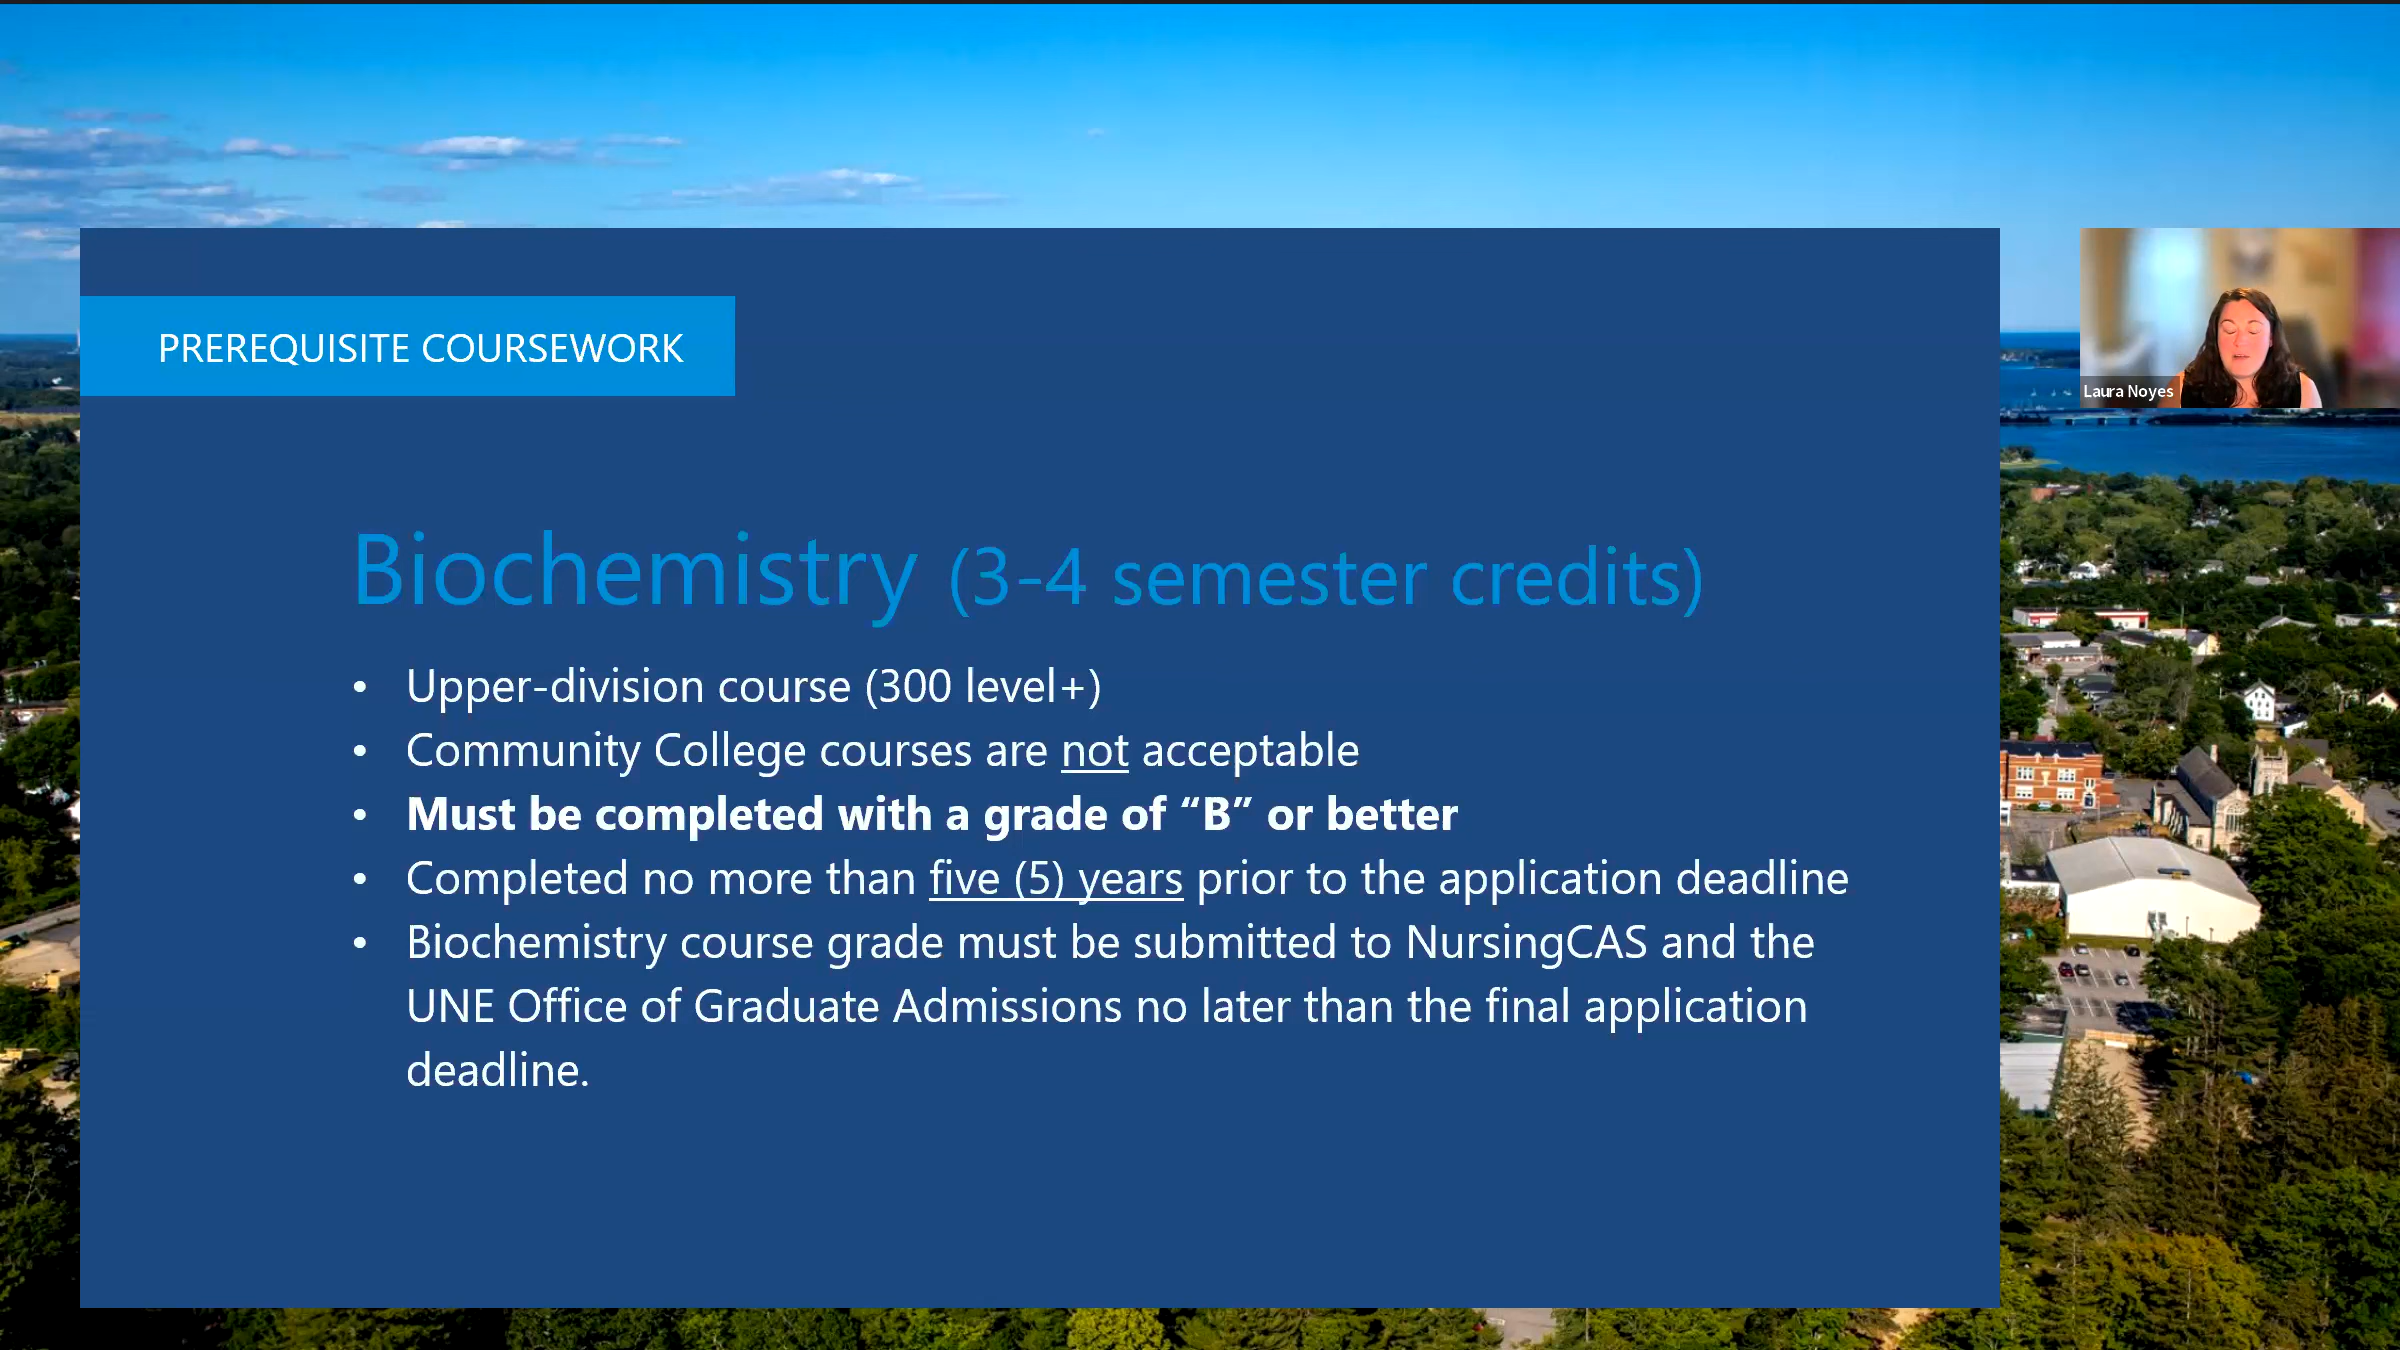 PREREQUISITE COURSEWORK
Laura Noyes
Biochemistry (3-4 semester credits)
• Upper-division course (300 level+)
• Community College courses are not acceptable
• Must be completed with a grade of “B” or better
• Completed no more than five (5) years prior to the application deadline
• Biochemistry course grade must be submitted to NursingCAS and the
UNE Office of Graduate Admissions no later than the final application
deadline.